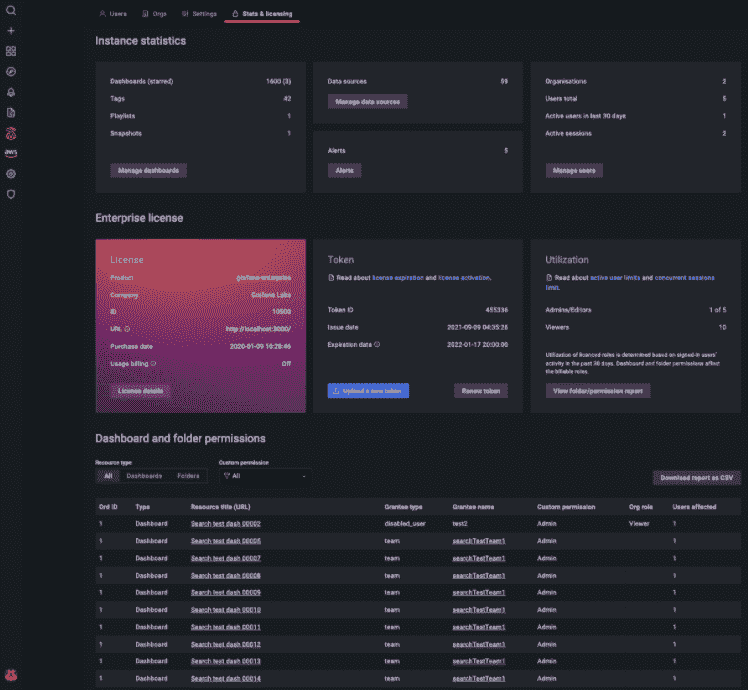 Users Orgs Settings Stats & licensing
Instance statistics
Dashboards (starred) 1600 (3)
Tags 42
Playlists 1
Snapshots 1
Manage dashboards
Data sources 59
Manage data sources
Alerts 5
Alerts
Organisations 2
Users total 5
Active users in last 30 days 1
Active sessions 2
Manage users
Enterprise license
License
Product grafana-enterprise
Company Grafana Labs
ID 10500
URL http://localhost:3000/
Purchase date 2020-01-09 19:28:46
Usage billing Off
License details
Token
Read about license expiration and license activation.
Token ID 455336
Issue date 2021-09-09 04:35:28
Expiration date 2022-01-17 20:00:00
Upload a new token
Renew token
Utilization
Read about active user limits and concurrent sessions
limit.
Admins/Editors 1 of 5
Viewers 10
Utilization of licenced roles is determined based on signed-in users'
activity in the past 30 days. Dashboard and folder permissions affect
the billable roles.
View folder/permission report
Dashboard and folder permissions
Resource type Custom permission
All Dashboards Folders All
Download report as CSV
Ord ID Type Resource title (URL) Grantee type Grantee name Custom permission Org role Users affected
1 Dashboard Search test dash 00002 disabled_user test2 Admin Viewer 1
1 Dashboard Search test dash 00005 team searchTestTeam1 Admin 1
1 Dashboard Search test dash 00007 team searchTestTeam1 Admin 1
1 Dashboard Search test dash 00008 team searchTestTeam1 Admin 1
1 Dashboard Search test dash 00009 team searchTestTeam1 Admin 1
1 Dashboard Search test dash 00010 team searchTestTeam1 Admin 1
1 Dashboard Search test dash 00011 team searchTestTeam1 Admin 1
1 Dashboard Search test dash 00012 team searchTestTeam1 Admin 1
1 Dashboard Search test dash 00013 team searchTestTeam1 Admin 1
1 Dashboard Search test dash 00014 team searchTestTeam1 Admin 1
aws